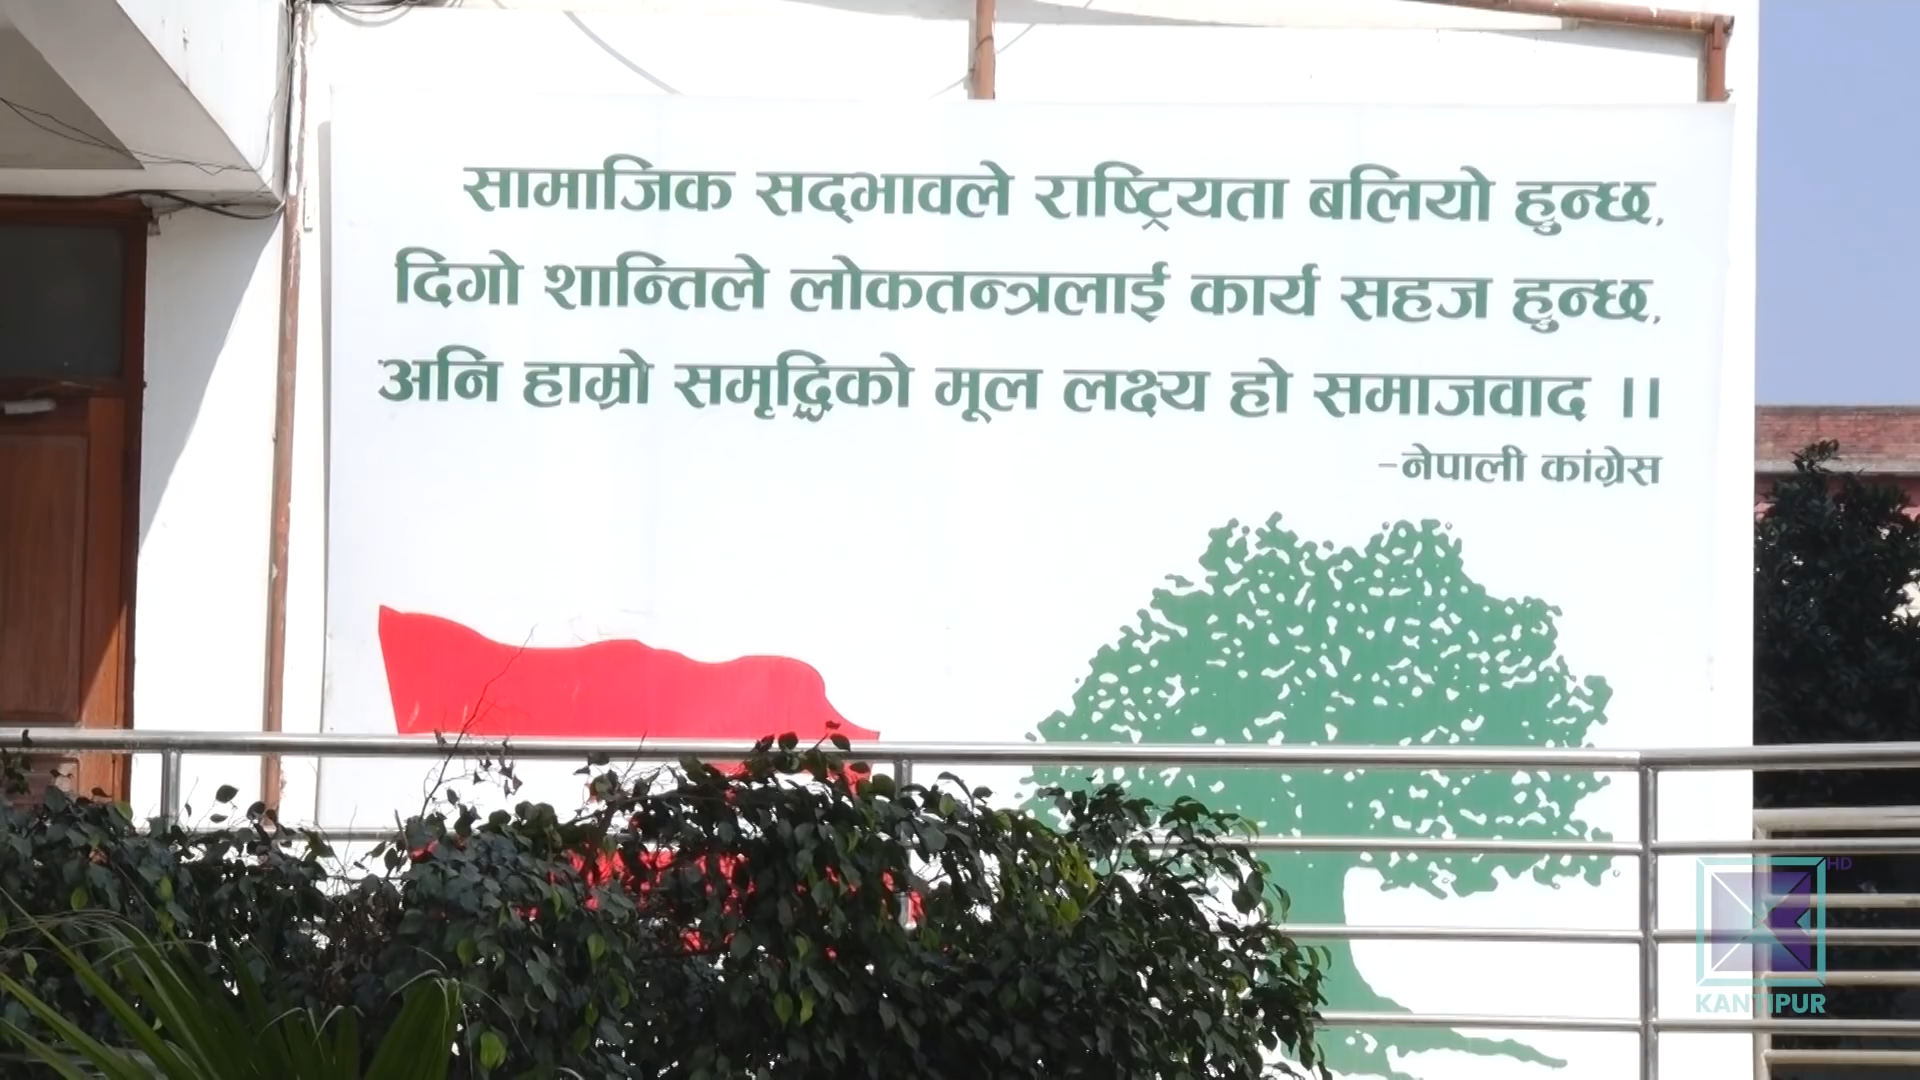 सामाजिक सद्‌भावले राष्ट्रियता बलियो हुन्छ,
दिगो शान्तिले लोकतन्त्रलाई कार्य सहज हुन्छ,
अनि हाम्रो समृद्धिको मूल लक्ष्य हो समाजवाद ।।
-नेपाली कांग्रेस
HD
KANTIPUR